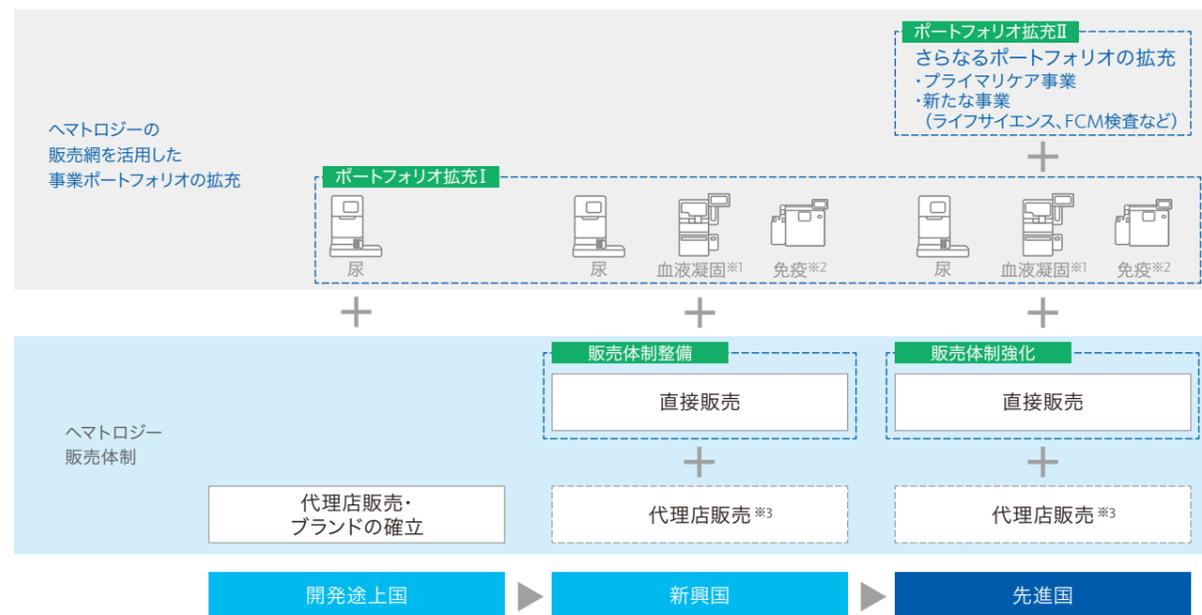 ポートフォリオ拡充Ⅱ
さらなるポートフォリオの拡充
・プライマリケア事業
・新たな事業
（ライフサイエンス、FCM検査など）
ヘマトロジーの
販売網を活用した
事業ポートフォリオの拡充
ポートフォリオ拡充Ⅰ
尿
尿
血液凝固※1
免疫※2
尿
血液凝固※1
免疫※2
販売体制整備
直接販売
販売体制強化
直接販売
ヘマトロジー
販売体制
代理店販売・
ブランドの確立
代理店販売※3
代理店販売※3
開発途上国
新興国
先進国